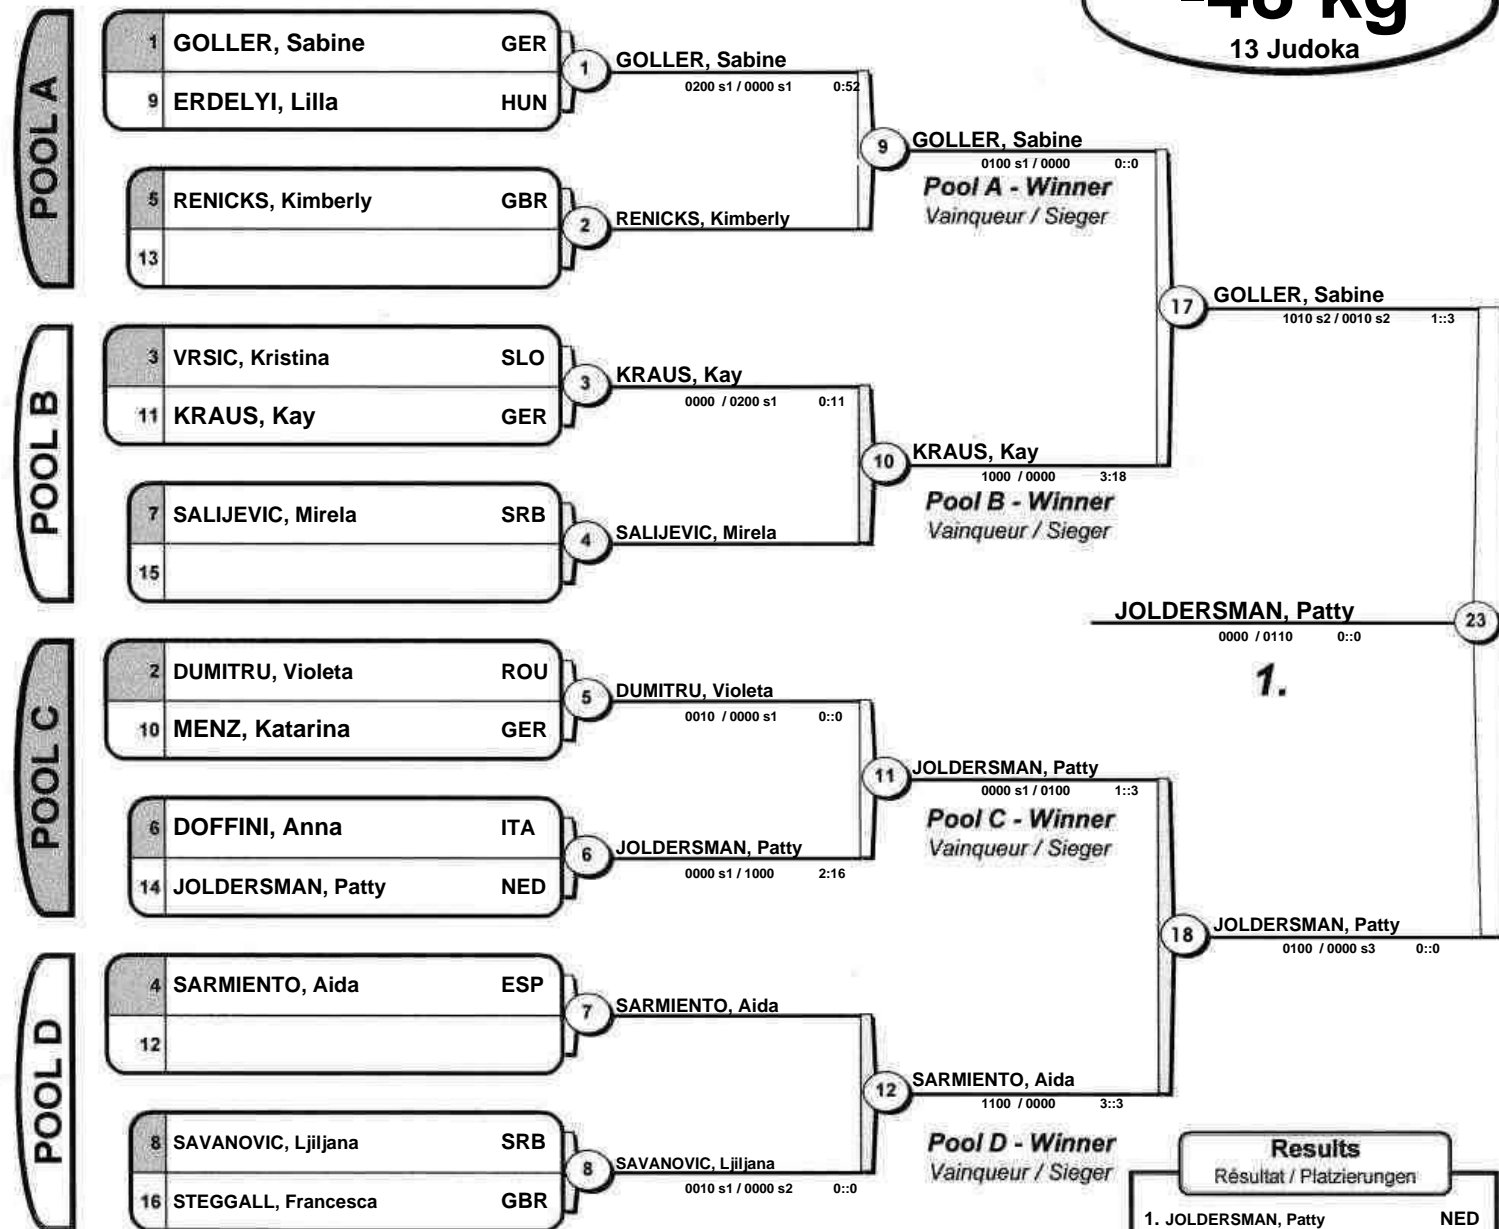 -48 kg
13 Judoka
POOL A
1 GOLLER, Sabine GER
9 ERDELYI, Lilla HUN
1 GOLLER, Sabine
0200 s1 / 0000 s1 0:52
5 RENICKS, Kimberly GBR
13
2 RENICKS, Kimberly
9 GOLLER, Sabine
0100 s1 / 0000 0::0
Pool A - Winner
Vainqueur / Sieger
POOL B
3 VRSIC, Kristina SLO
11 KRAUS, Kay GER
3 KRAUS, Kay
0000 / 0200 s1 0:11
7 SALIJEVIC, Mirela SRB
15
4 SALIJEVIC, Mirela
10 KRAUS, Kay
1000 / 0000 3:18
Pool B - Winner
Vainqueur / Sieger
17 GOLLER, Sabine
1010 s2 / 0010 s2 1::3
JOLDERSMAN, Patty 23
0000 / 0110 0::0
1.
POOL C
2 DUMITRU, Violeta ROU
10 MENZ, Katarina GER
5 DUMITRU, Violeta
0010 / 0000 s1 0::0
6 DOFFINI, Anna ITA
14 JOLDERSMAN, Patty NED
6 JOLDERSMAN, Patty
0000 s1 / 1000 2:16
11 JOLDERSMAN, Patty
0000 s1 / 0100 1::3
Pool C - Winner
Vainqueur / Sieger
18 JOLDERSMAN, Patty
0100 / 0000 s3 0::0
POOL D
4 SARMIENTO, Aida ESP
12
7 SARMIENTO, Aida
8 SAVANOVIC, Ljiljana SRB
16 STEGGALL, Francesca GBR
8 SAVANOVIC, Ljiljana
0010 s1 / 0000 s2 0::0
12 SARMIENTO, Aida
1100 / 0000 3::3
Pool D - Winner
Vainqueur / Sieger
Results
Résultat / Platzierungen
1. JOLDERSMAN, Patty NED